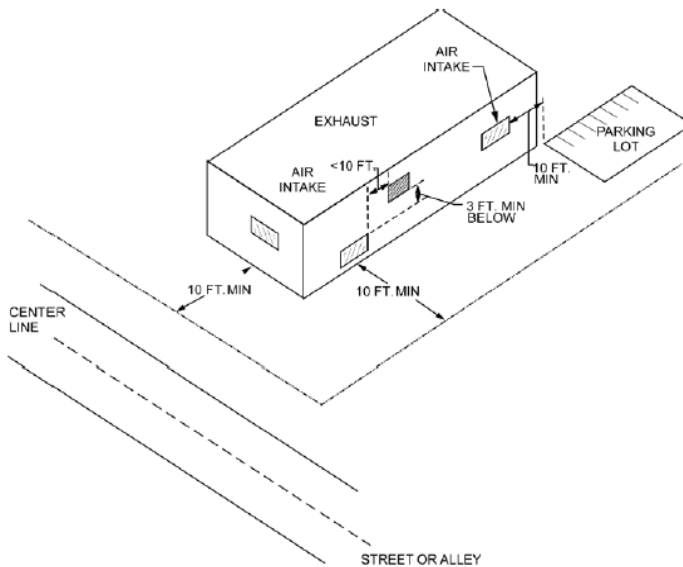 AIR
INTAKE
EXHAUST
PARKING
LOT
AIR
INTAKE
<10 FT.
10 FT.
MIN
3 FT. MIN
BELOW
10 FT. MIN
10 FT. MIN
CENTER
LINE
STREET OR ALLEY